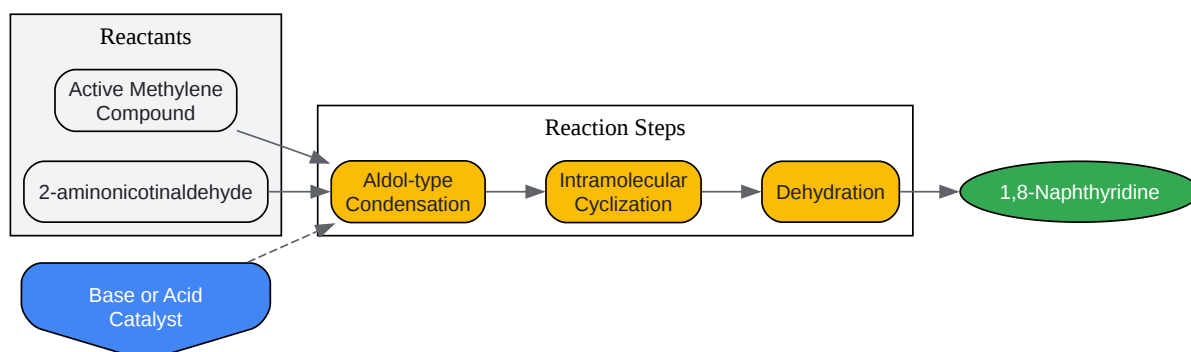 Reactants
Active Methylene
Compound
2-aminonicotinaldehyde
Base or Acid
Catalyst
Reaction Steps
Aldol-type
Condensation
Intramolecular
Cyclization
Dehydration
1,8-Naphthyridine